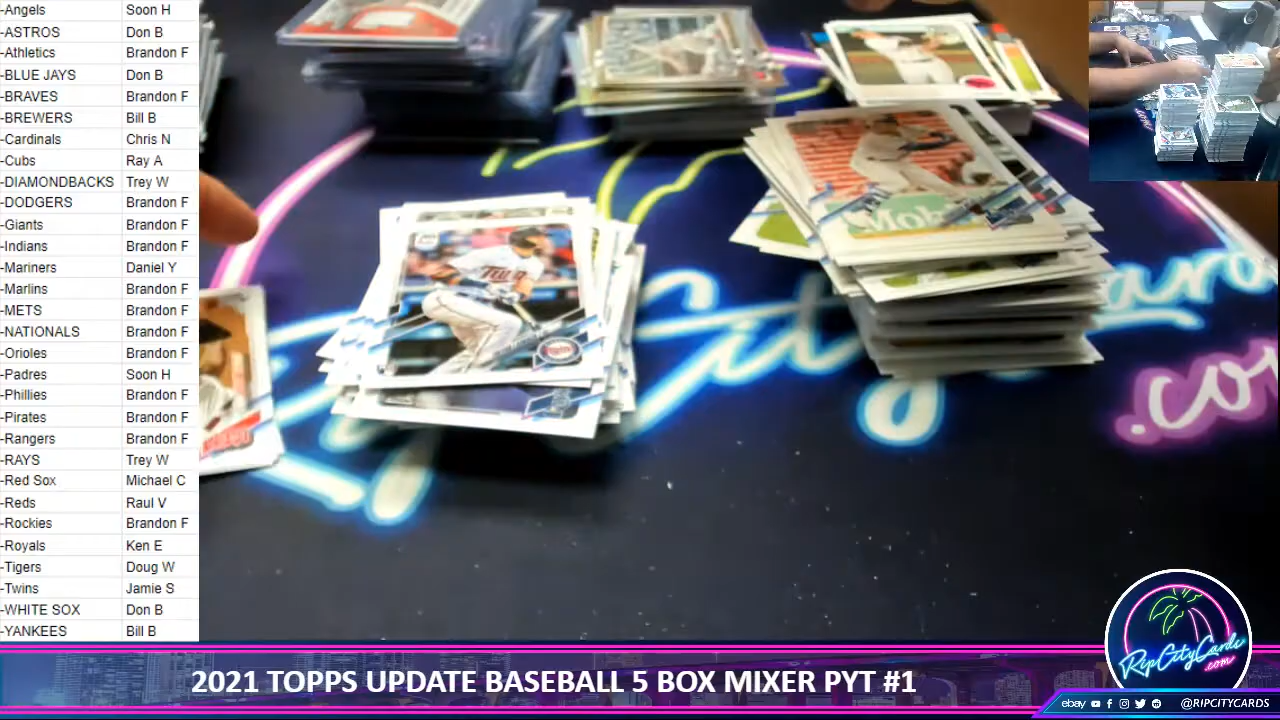 -Angels Soon H
-ASTROS Don B
-Athletics Brandon F
-BLUE JAYS Don B
-BRAVES Brandon F
-BREWERS Bill B
-Cardinals Chris N
-Cubs Ray A
-DIAMONDBACKS Trey W
-DODGERS Brandon F
-Giants Brandon F
-Indians Brandon F
-Mariners Daniel Y
-Marlins Brandon F
-METS Brandon F
-NATIONALS Brandon F
-Orioles Brandon F
-Padres Soon H
-Phillies Brandon F
-Pirates Brandon F
-Rangers Brandon F
-RAYS Trey W
-Red Sox Michael C
-Reds Raul V
-Rockies Brandon F
-Royals Ken E
-Tigers Doug W
-Twins Jamie S
-WHITE SOX Don B
-YANKEES Bill B
Mob
.co
2021 TOPPS UPDATE BASEBALL 5 BOX MIXER PYT #1
RipCityCards
.com
ebay @RIPCITYCARDS